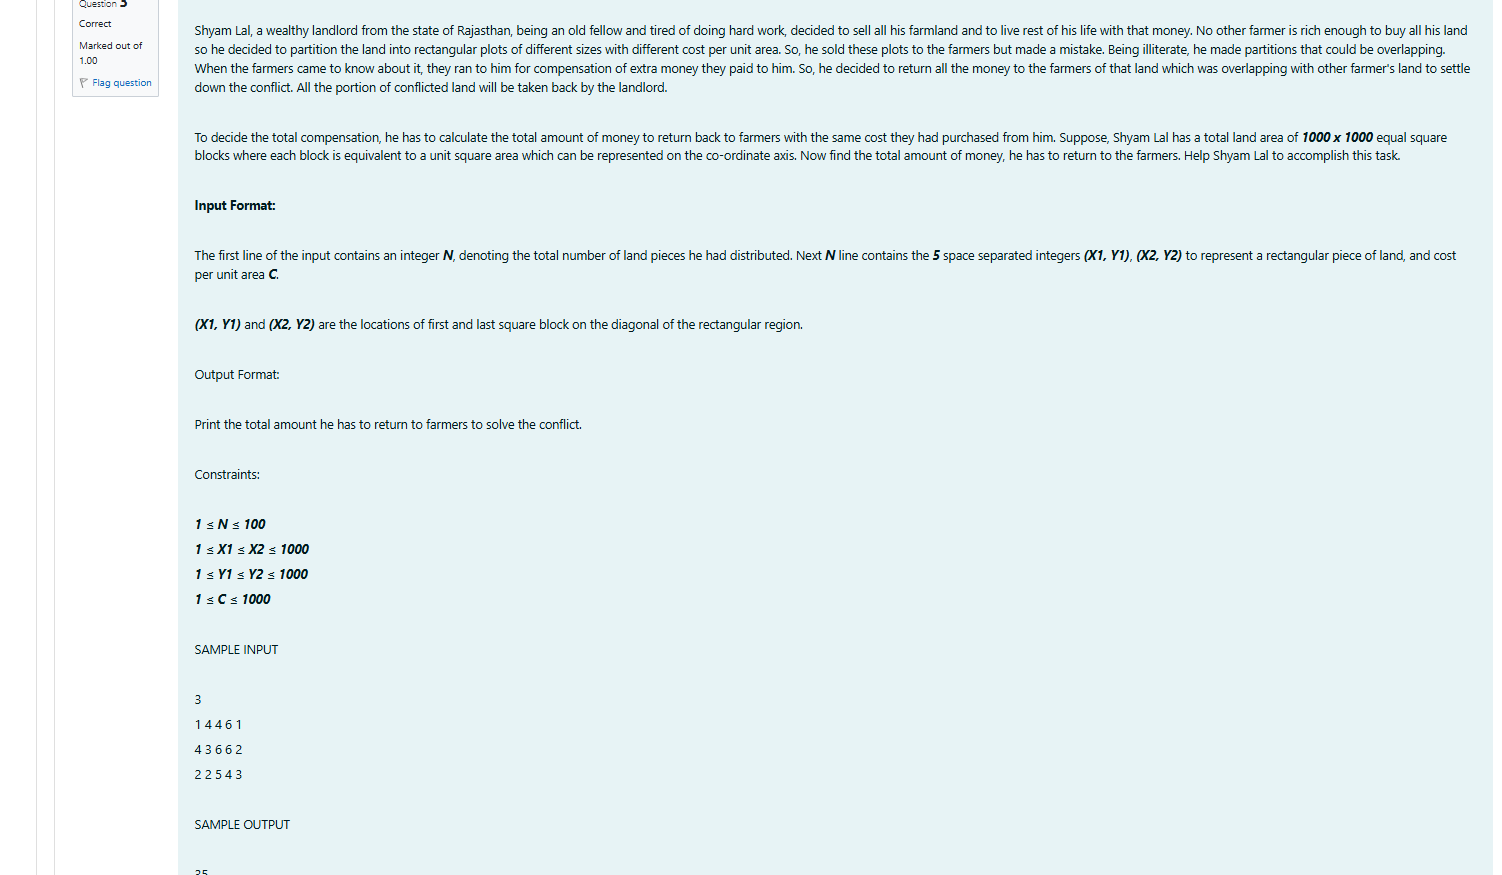 Question 3
Correct
Marked out of
1.00
Flag question
Shyam Lal, a wealthy landlord from the state of Rajasthan, being an old fellow and tired of doing hard work, decided to sell all his farmland and to live rest of his life with that money. No other farmer is rich enough to buy all his land
so he decided to partition the land into rectangular plots of different sizes with different cost per unit area. So, he sold these plots to the farmers but made a mistake. Being illiterate, he made partitions that could be overlapping.
When the farmers came to know about it, they ran to him for compensation of extra money they paid to him. So, he decided to return all the money to the farmers of that land which was overlapping with other farmer's land to settle
down the conflict. All the portion of conflicted land will be taken back by the landlord.
To decide the total compensation, he has to calculate the total amount of money to return back to farmers with the same cost they had purchased from him. Suppose, Shyam Lal has a total land area of 1000 x 1000 equal square
blocks where each block is equivalent to a unit square area which can be represented on the co-ordinate axis. Now find the total amount of money, he has to return to the farmers. Help Shyam Lal to accomplish this task.
Input Format:
The first line of the input contains an integer N, denoting the total number of land pieces he had distributed. Next N line contains the 5 space separated integers (X1, Y1), (X2, Y2) to represent a rectangular piece of land, and cost
per unit area C.
(X1, Y1) and (X2, Y2) are the locations of first and last square block on the diagonal of the rectangular region.
Output Format:
Print the total amount he has to return to farmers to solve the conflict.
Constraints:
1 ≤ N ≤ 100
1 ≤ X1 ≤ X2 ≤ 1000
1 ≤ Y1 ≤ Y2 ≤ 1000
1 ≤ C ≤ 1000
SAMPLE INPUT
3
1 4 4 6 1
4 3 6 6 2
2 2 5 4 3
SAMPLE OUTPUT
35